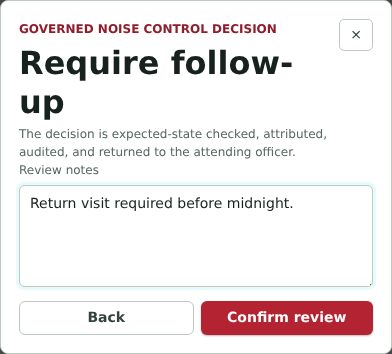 GOVERNED NOISE CONTROL DECISION
×
Require follow-
up
The decision is expected-state checked, attributed,
audited, and returned to the attending officer.
Review notes
Return visit required before midnight.
Back
Confirm review